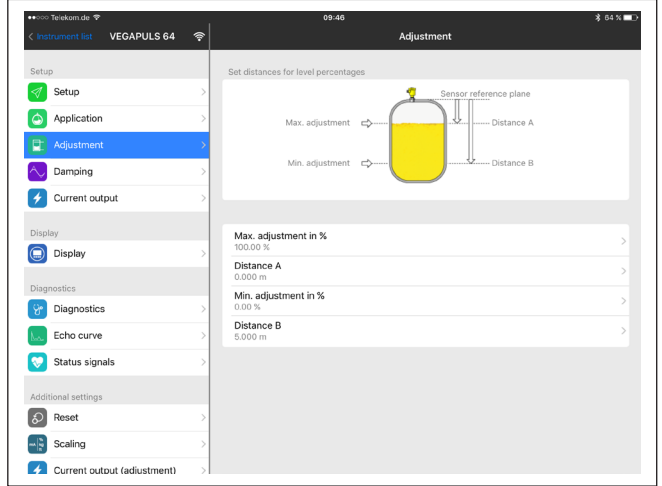 Telekom.de
09:46
64 %
Instrument list
VEGAPULS 64
Adjustment
Setup
Setup
Application
Adjustment
Damping
Current output
Display
Display
Diagnostics
Diagnostics
Echo curve
Status signals
Additional settings
Reset
Scaling
Current output (adjustment)
Set distances for level percentages
Sensor reference plane
Max. adjustment
Distance A
Min. adjustment
Distance B
Max. adjustment in %
100.00 %
Distance A
0.000 m
Min. adjustment in %
0.00 %
Distance B
5.000 m